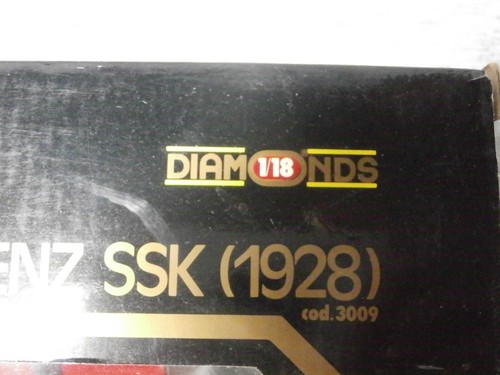 DIAM 1/18 NDS
ENZ SSK (1928)
cod.3009